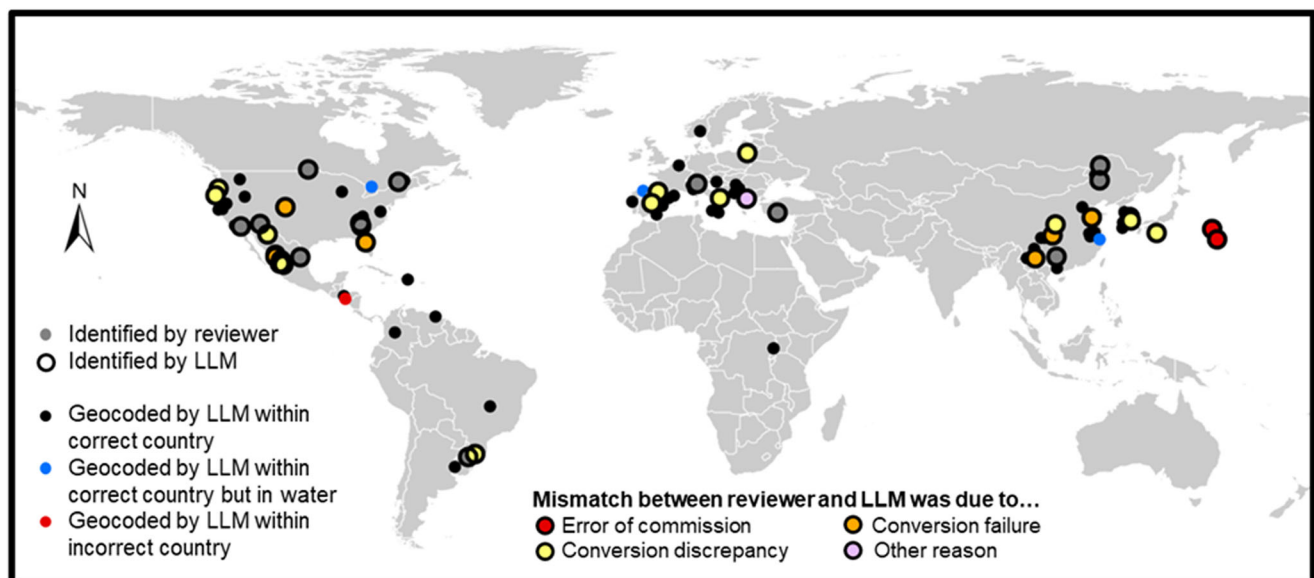 N
Identified by reviewer
Identified by LLM
Geocoded by LLM within
correct country
Geocoded by LLM within
correct country but in water
Geocoded by LLM within
incorrect country
Mismatch between reviewer and LLM was due to...
Error of commission
Conversion failure
Conversion discrepancy
Other reason